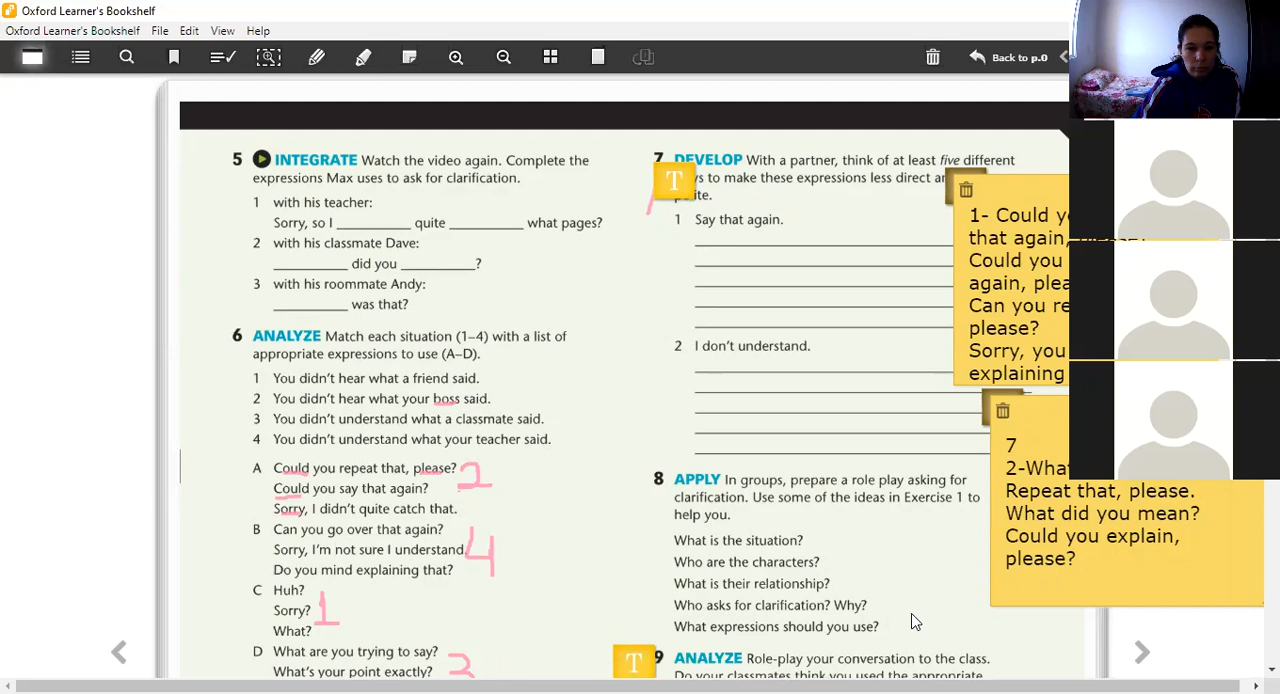 Oxford Learner's Bookshelf
Oxford Learner's Bookshelf File Edit View Help
Back to p.0
5 INTEGRATE Watch the video again. Complete the
expressions Max uses to ask for clarification.
1 with his teacher:
Sorry, so I __________ quite __________ what pages?
2 with his classmate Dave:
__________ did you __________?
3 with his roommate Andy:
__________ was that?
6 ANALYZE Match each situation (1–4) with a list of
appropriate expressions to use (A–D).
1 You didn't hear what a friend said.
2 You didn't hear what your boss said.
3 You didn't understand what a classmate said.
4 You didn't understand what your teacher said.
A Could you repeat that, please? 2
Could you say that again?
Sorry, I didn't quite catch that.
B Can you go over that again?
Sorry, I'm not sure I understand. 4
Do you mind explaining that?
C Huh?
Sorry? 1
What?
D What are you trying to say?
What's your point exactly? 3
7 DEVELOP With a partner, think of at least five different
T
to make these expressions less direct
1 Say that again.
2 I don't understand.
8 APPLY In groups, prepare a role play asking for
clarification. Use some of the ideas in Exercise 1 to
help you.
What is the situation?
Who are the characters?
What is their relationship?
Who asks for clarification? Why?
What expressions should you use?
T 9 ANALYZE Role-play your conversation to the class.
Do your classmates think you used the appropriate
1- Could
that again,
Could you
again,
Can you
please?
Sorry, you
explaining
7
2-
Repeat that, please.
What did you mean?
Could you explain,
please?